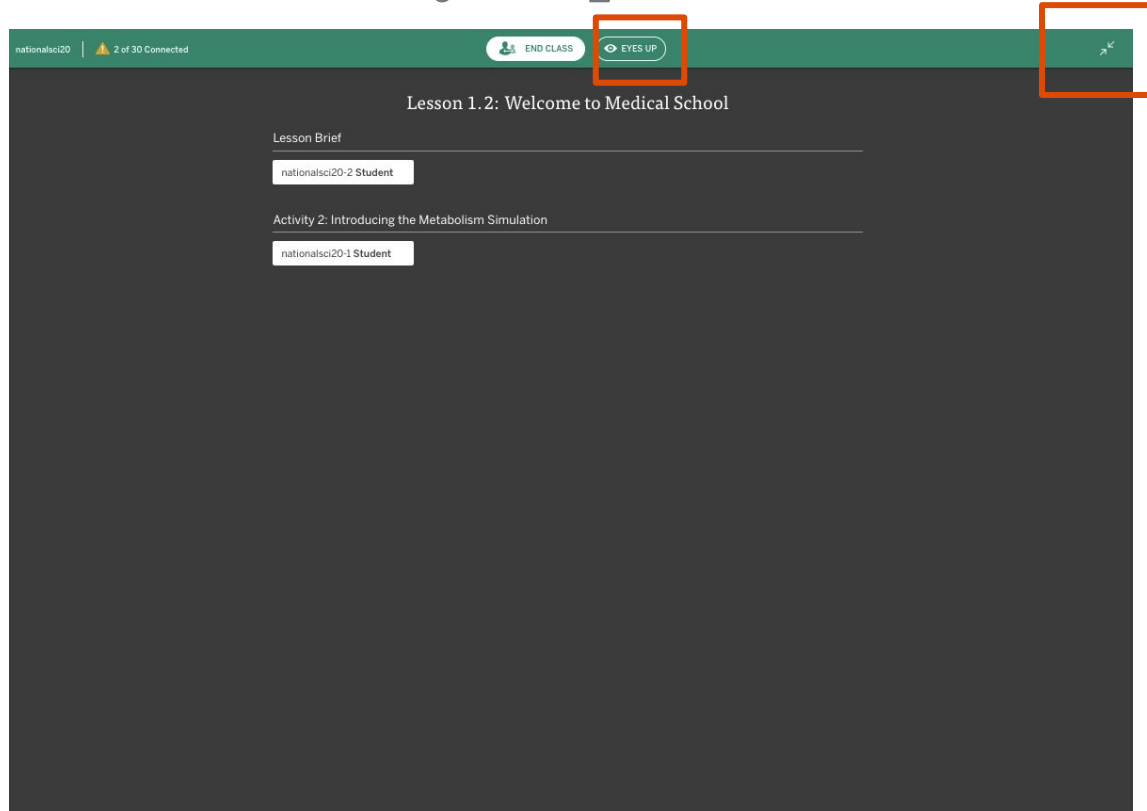 nationalsci20 | 2 of 30 Connected
END CLASS
EYES UP
Lesson 1.2: Welcome to Medical School
Lesson Brief
nationalsci20-2 Student
Activity 2: Introducing the Metabolism Simulation
nationalsci20-1 Student